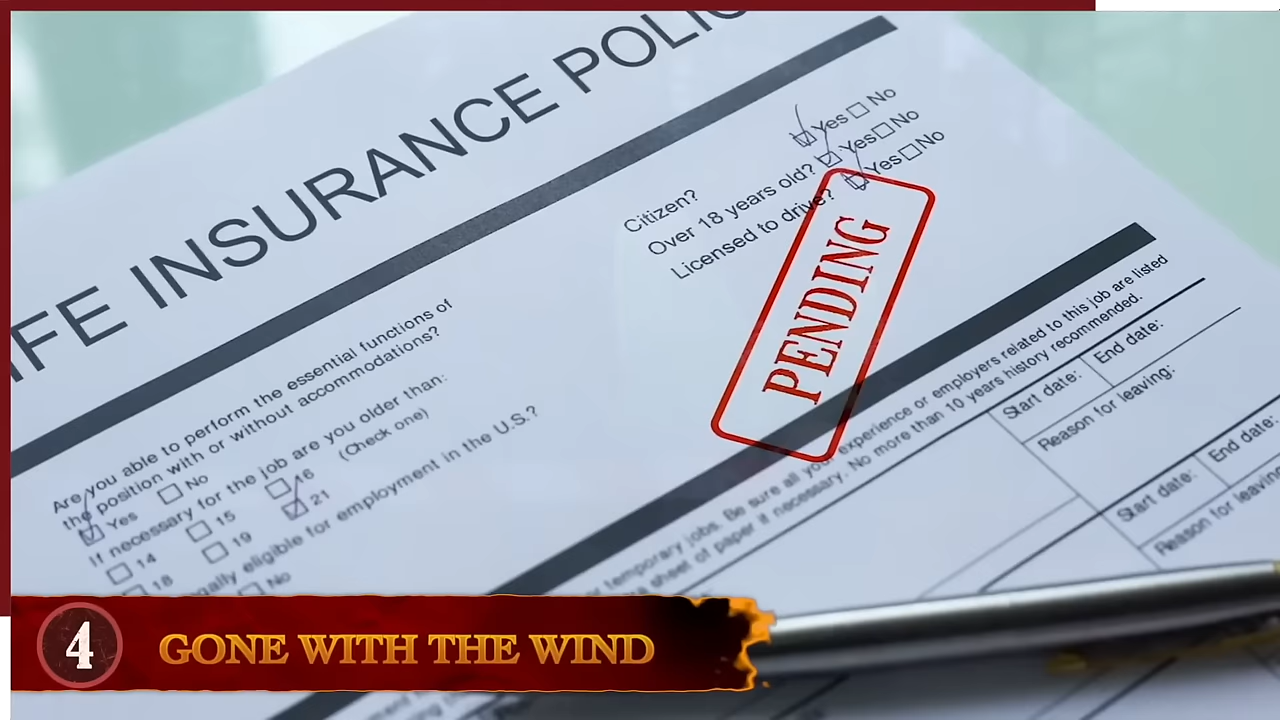 IFE INSURANCE POLIC
Citizen?
Yes No
Over 18 years old? Yes No
Licensed to drive? Yes No
PENDING
Are you able to perform the essential functions of
the position with or without accommodations?
Yes No
If necessary for the job are you older than:
(Check one)
14 15 16
18 19 21
gally eligible for employment in the U.S.?
No
temporary jobs. Be sure all your experience or employers related to this job are listed
sheet of paper if necessary. No more than 10 years history recommended.
Start date: End date:
Reason for leaving:
Start date: End date:
Reason for leaving
4
GONE WITH THE WIND